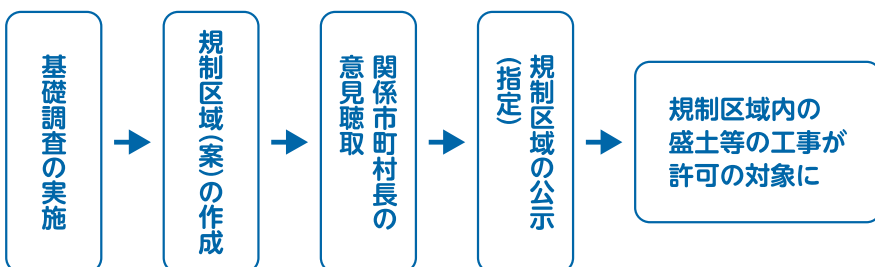 基礎調査の実施
規制区域（案）の作成
関係市町村長の
意見聴取
規制区域の公示
（指定）
規制区域内の
盛土等の工事が
許可の対象に